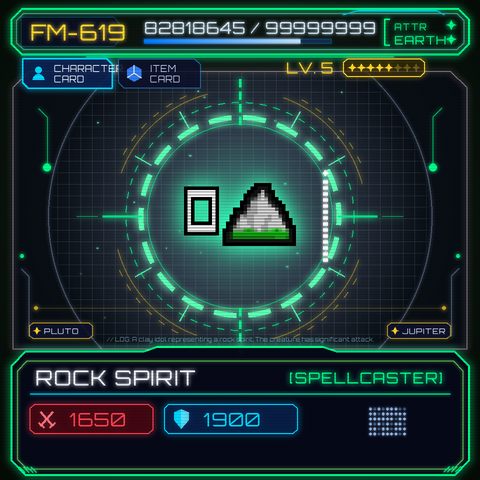 FM-619
82818645 / 99999999
ATTR
EARTH
CHARACTER
CARD
ITEM
CARD
LV. 5
PLUTO
JUPITER
// LOG: A clay idol representing a rock spirit. The creature has significant attack
ROCK SPIRIT
[SPELLCASTER]
1650
1900